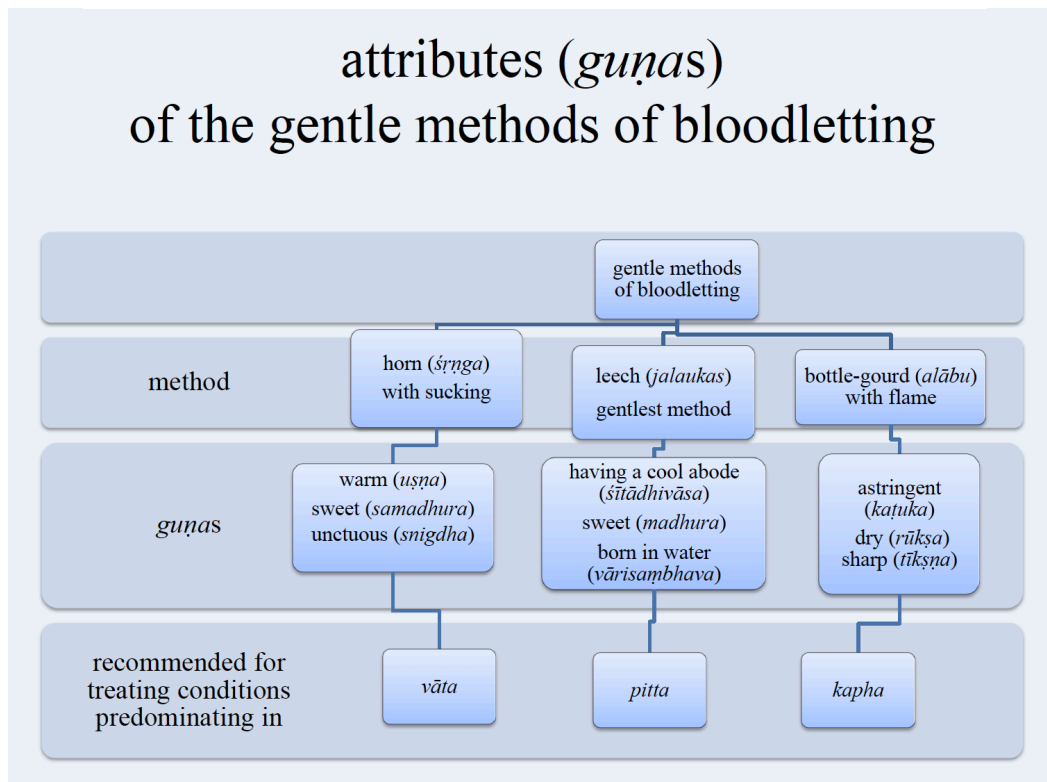 attributes (guṇas)
of the gentle methods of bloodletting
gentle methods
of bloodletting
method
horn (śṛṇga)
with sucking
leech (jalaukas)
gentlest method
bottle-gourd (alābu)
with flame
guṇas
warm (uṣṇa)
sweet (samadhura)
unctuous (snigdha)
having a cool abode
(śītādhivāsa)
sweet (madhura)
born in water
(vārisaṃbhava)
astringent
(kaṭuka)
dry (rūkṣa)
sharp (tīkṣṇa)
recommended for
treating conditions
predominating in
vāta
pitta
kapha